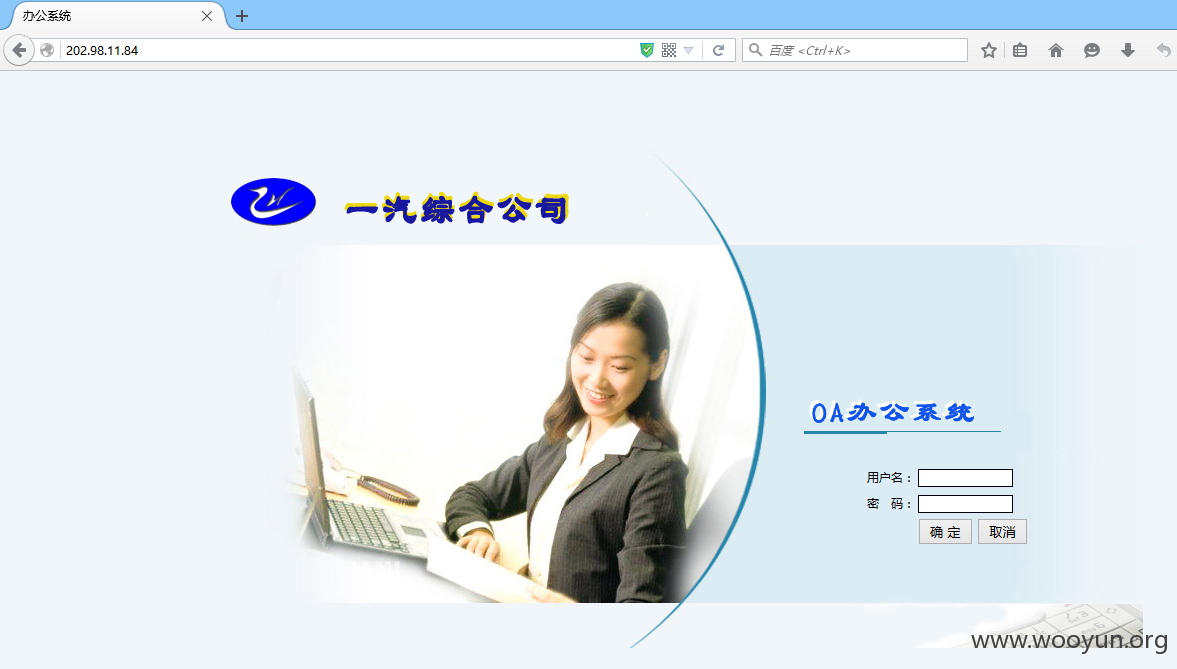 办公系统
202.98.11.84
百度 <Ctrl+K>
一汽综合公司
OA办公系统
用户名：
密 码：
确 定 取消
www.wooyun.org